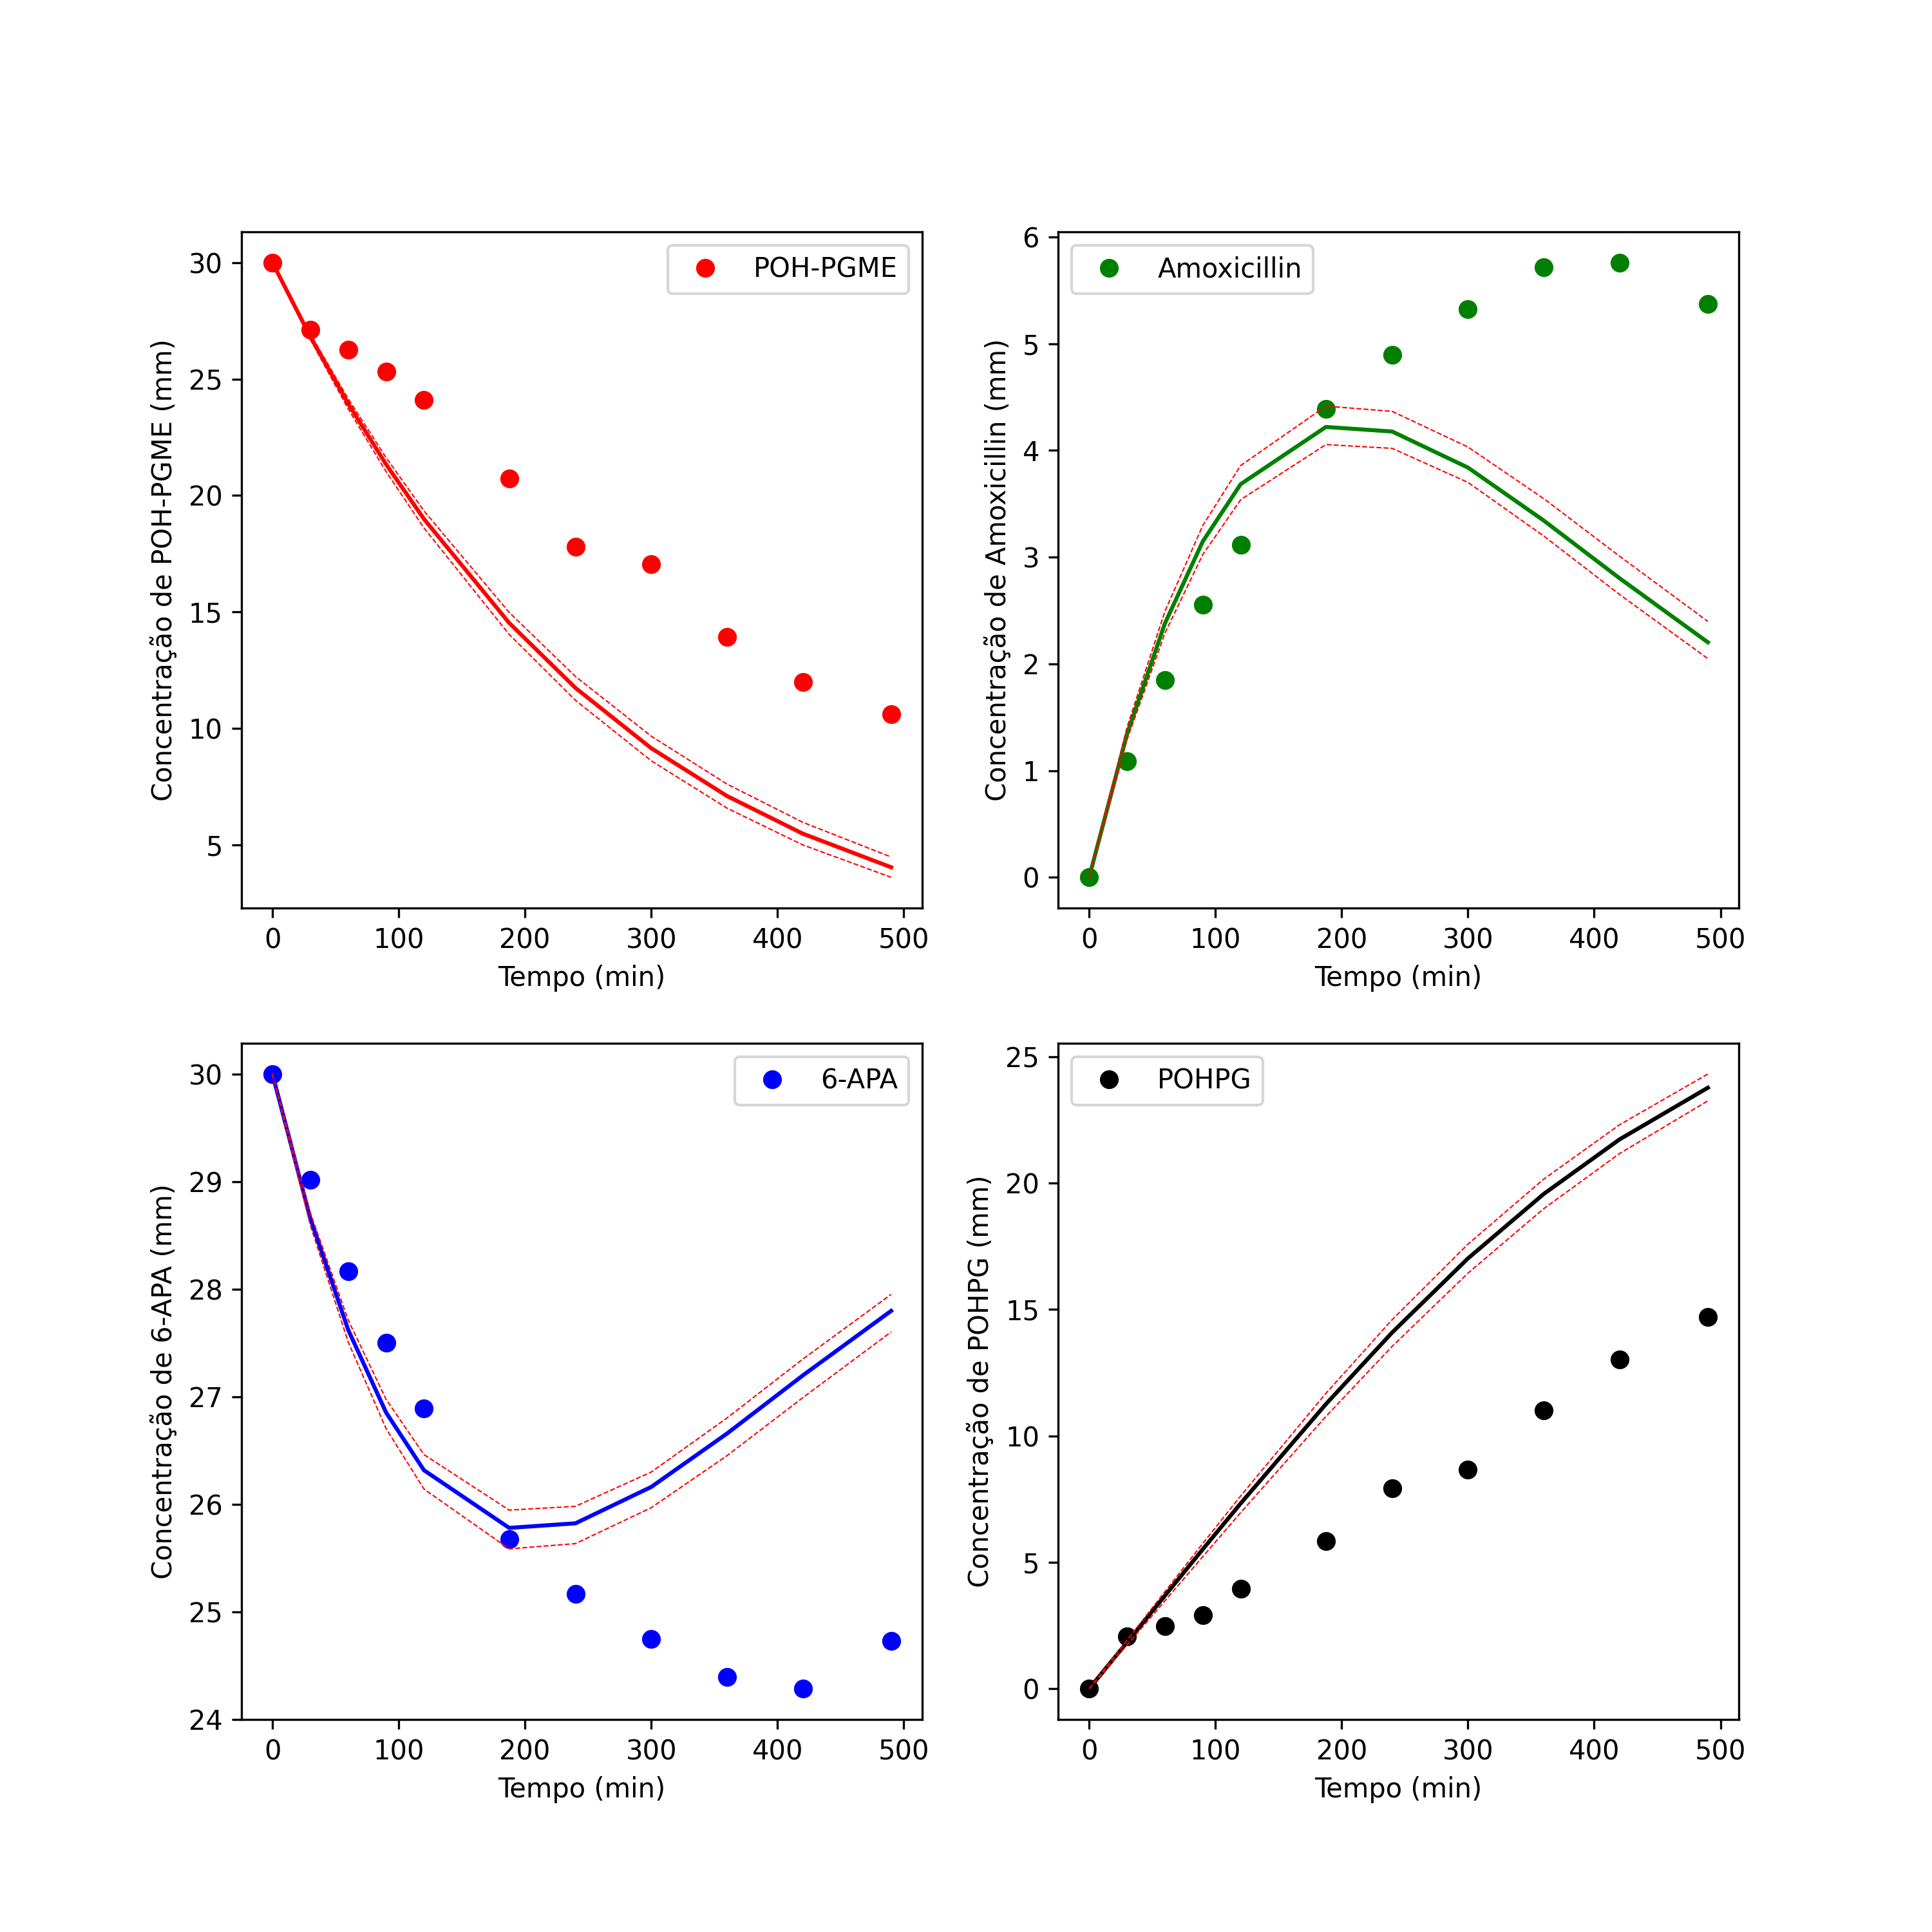 POH-PGME
Concentração de POH-PGME (mm)
30
25
20
15
10
5
0 100 200 300 400 500
Tempo (min)
Amoxicillin
Concentração de Amoxicillin (mm)
6
5
4
3
2
1
0
0 100 200 300 400 500
Tempo (min)
6-APA
Concentração de 6-APA (mm)
30
29
28
27
26
25
24
0 100 200 300 400 500
Tempo (min)
POHPG
Concentração de POHPG (mm)
25
20
15
10
5
0
0 100 200 300 400 500
Tempo (min)